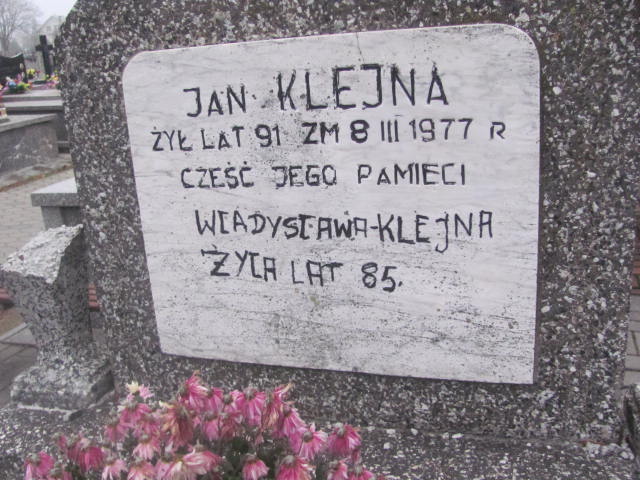 JAN KLEJNA
ŻYŁ LAT 91 ZM 8 III 1977 R
CZEŚĆ JEGO PAMIECI
WŁADYSŁAWA-KLEJNA
ŻYŁA LAT 85.